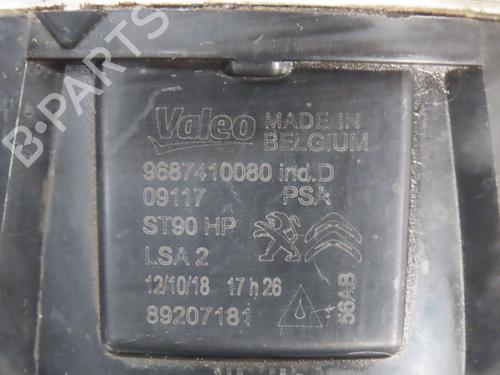 B-PARTS
Valeo MADE IN BELGIUM
9687410080 ind.D
09117 PSA
ST90 HP
LSA 2
12/10/18 17 h 26
89207181
56AB